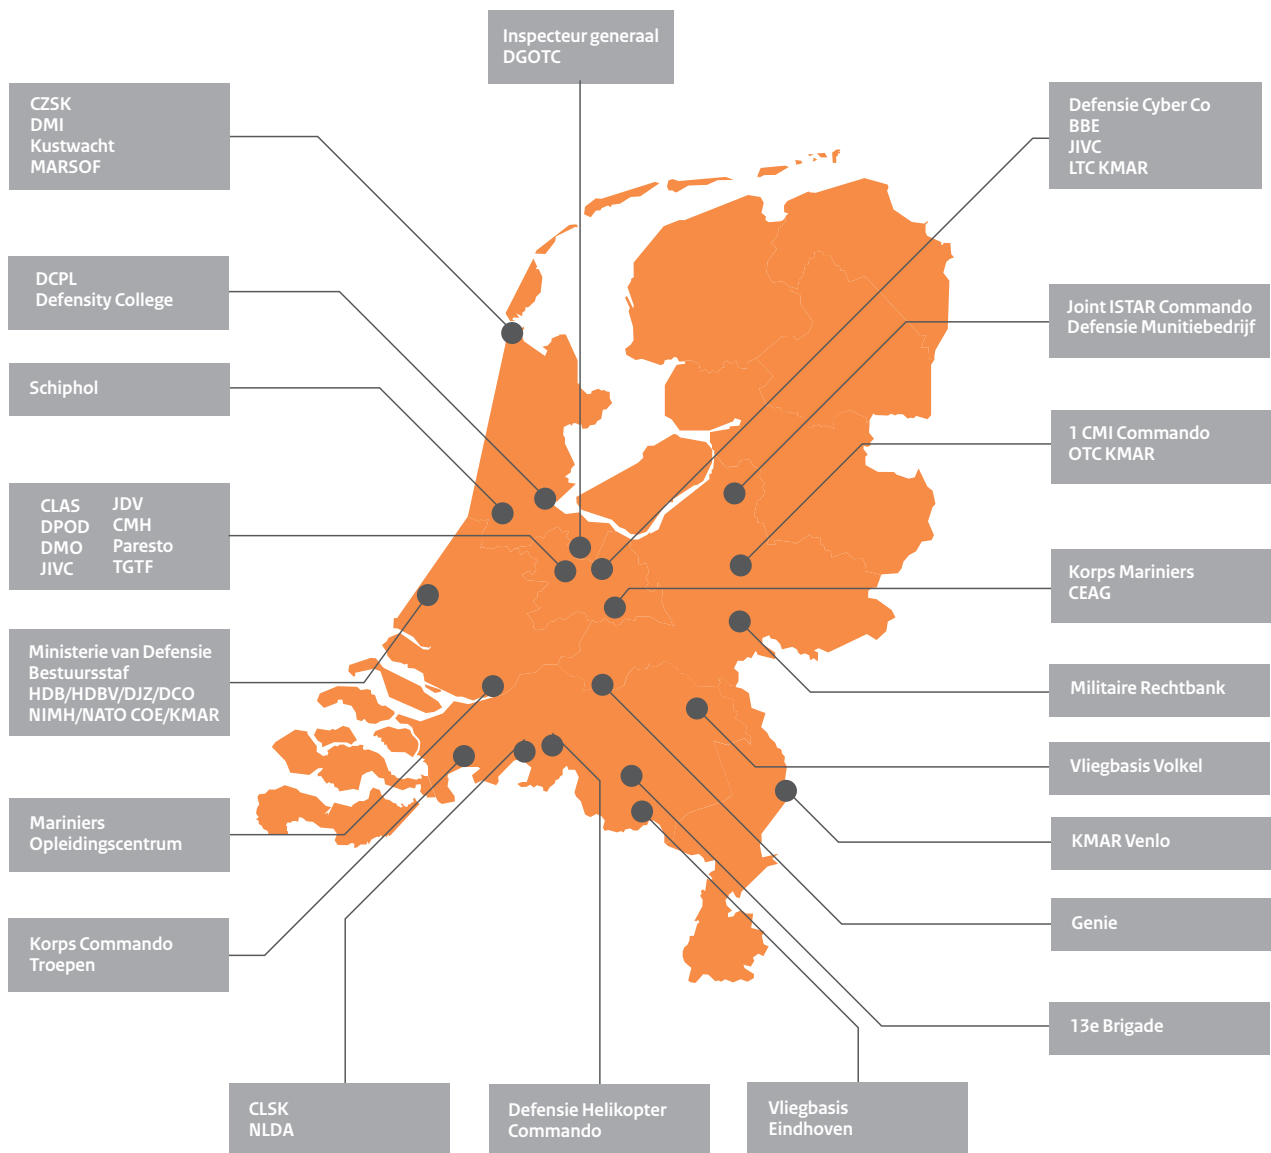 Inspecteur generaal
DGOTC
CZSK
DMI
Kustwacht
MARSOF
DCPL
Defensity College
Schiphol
CLAS
DPOD
DMO
JIVC
JDV
CMH
Paresto
TGTF
Ministerie van Defensie
Bestuursstaf
HDB/HDBV/DJZ/DCO
NIMH/NATO COE/KMAR
Mariniers
Opleidingscentrum
Korps Commando
Troepen
CLSK
NLDA
Defensie Helikopter
Commando
Vliegbasis
Eindhoven
Defensie Cyber Co
BBE
JIVC
LTC KMAR
Joint ISTAR Commando
Defensie Munitiebedrijf
1 CMI Commando
OTC KMAR
Korps Mariniers
CEAG
Militaire Rechtbank
Vliegbasis Volkel
KMAR Venlo
Genie
13e Brigade